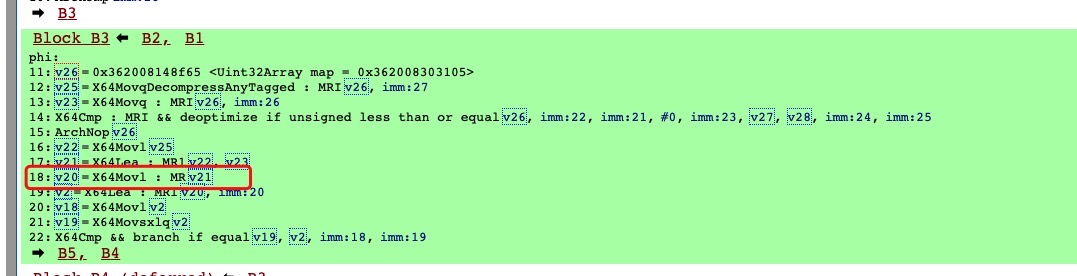 ➡ B3
Block B3 ⬅ B2, B1
phi:
11: v26 = 0x362008148f65 <Uint32Array map = 0x362008303105>
12: v25 = X64MovqDecompressAnyTagged : MRI v26, imm:27
13: v23 = X64Movq : MRI v26, imm:26
14: X64Cmp : MRI && deoptimize if unsigned less than or equal v26, imm:22, imm:21, #0, imm:23, v27, v28, imm:24, imm:25
15: ArchNop v26
16: v22 = X64Movl v25
17: v21 = X64Lea : MR1 v22, v23
18: v20 = X64Movl : MR v21
19: v2 = X64Lea : MRI v20, imm:20
20: v18 = X64Movl v2
21: v19 = X64Movsxlq v2
22: X64Cmp && branch if equal v19, v2, imm:18, imm:19
➡ B5, B4
Block B4 (deferred) ⬅ B3